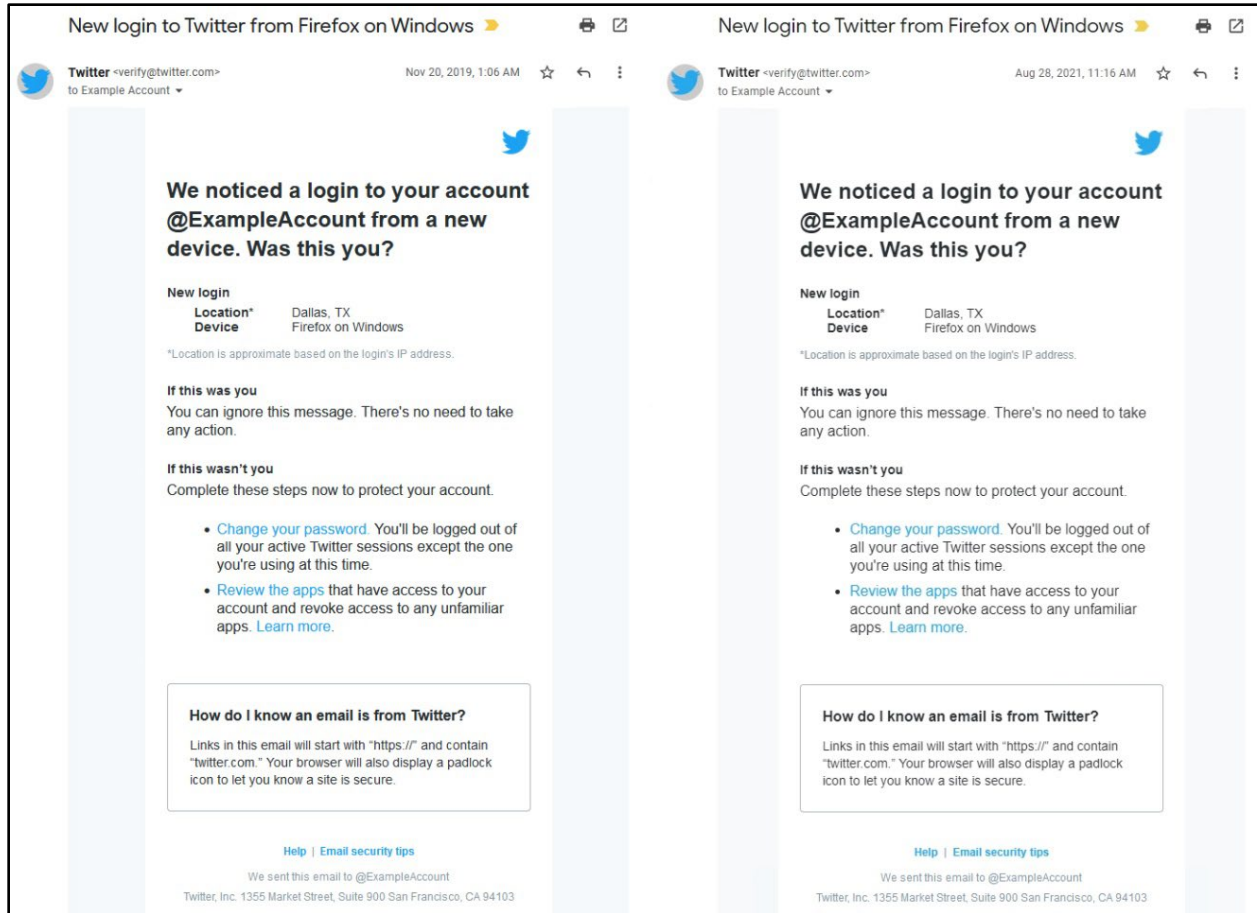 New login to Twitter from Firefox on Windows
Twitter <verify@twitter.com>
Nov 20, 2019, 1:06 AM
to Example Account
We noticed a login to your account
@ExampleAccount from a new
device. Was this you?
New login
Location* Dallas, TX
Device Firefox on Windows
*Location is approximate based on the login's IP address.
If this was you
You can ignore this message. There's no need to take
any action.
If this wasn't you
Complete these steps now to protect your account.
• Change your password. You'll be logged out of
all your active Twitter sessions except the one
you're using at this time.
• Review the apps that have access to your
account and revoke access to any unfamiliar
apps. Learn more.
How do I know an email is from Twitter?
Links in this email will start with “https://” and contain
“twitter.com.” Your browser will also display a padlock
icon to let you know a site is secure.
Help | Email security tips
We sent this email to @ExampleAccount
Twitter, Inc. 1355 Market Street, Suite 900 San Francisco, CA 94103
New login to Twitter from Firefox on Windows
Twitter <verify@twitter.com>
Aug 28, 2021, 11:16 AM
to Example Account
We noticed a login to your account
@ExampleAccount from a new
device. Was this you?
New login
Location* Dallas, TX
Device Firefox on Windows
*Location is approximate based on the login's IP address.
If this was you
You can ignore this message. There's no need to take
any action.
If this wasn't you
Complete these steps now to protect your account.
• Change your password. You'll be logged out of
all your active Twitter sessions except the one
you're using at this time.
• Review the apps that have access to your
account and revoke access to any unfamiliar
apps. Learn more.
How do I know an email is from Twitter?
Links in this email will start with “https://” and contain
“twitter.com.” Your browser will also display a padlock
icon to let you know a site is secure.
Help | Email security tips
We sent this email to @ExampleAccount
Twitter, Inc. 1355 Market Street, Suite 900 San Francisco, CA 94103